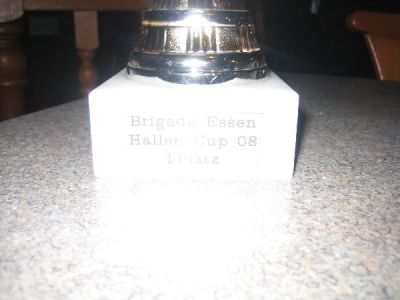 Brigade Essen
Hallen-Cup 08
1 Platz